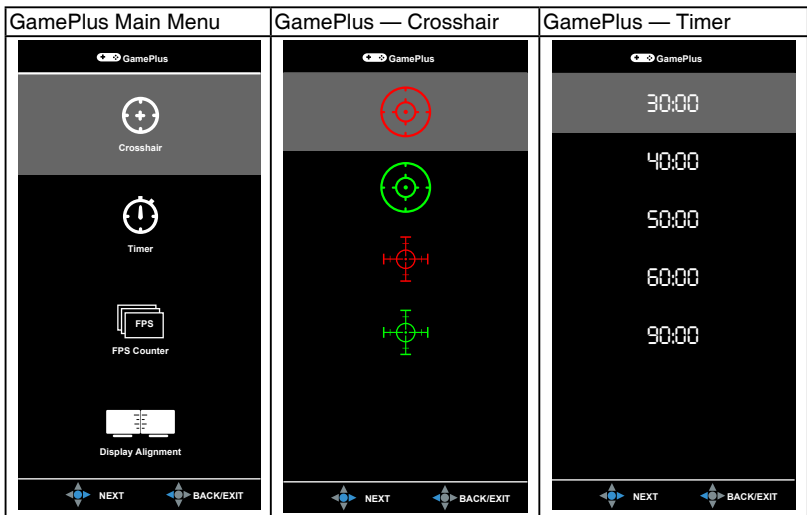 GamePlus Main Menu
GamePlus
Crosshair
Timer
FPS
FPS Counter
Display Alignment
NEXT BACK/EXIT
GamePlus — Crosshair
GamePlus
NEXT BACK/EXIT
GamePlus — Timer
GamePlus
30:00
40:00
50:00
60:00
90:00
NEXT BACK/EXIT